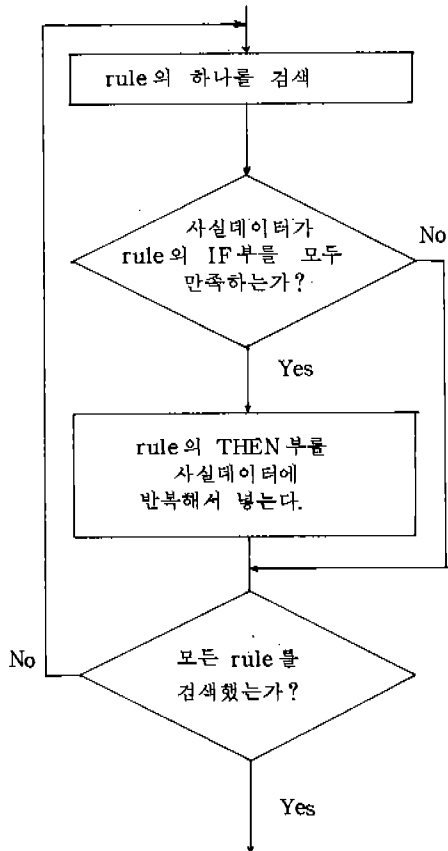 rule의 하나를 검색
사실데이터가
rule의 IF부를 모두
만족하는가?
No
Yes
rule의 THEN부를
사실데이터에
반복해서 넣는다.
No
모든 rule을
검색했는가?
Yes